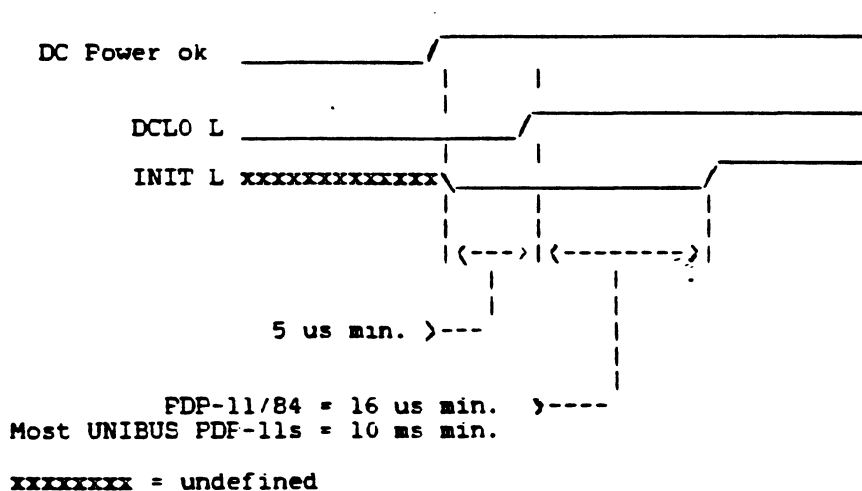 DC Power ok
DCLO L
INIT L xxxxxxxxxxxxx
5 us min.
PDP-11/84 = 16 us min.
Most UNIBUS PDP-11s = 10 ms min.
xxxxxxxx = undefined